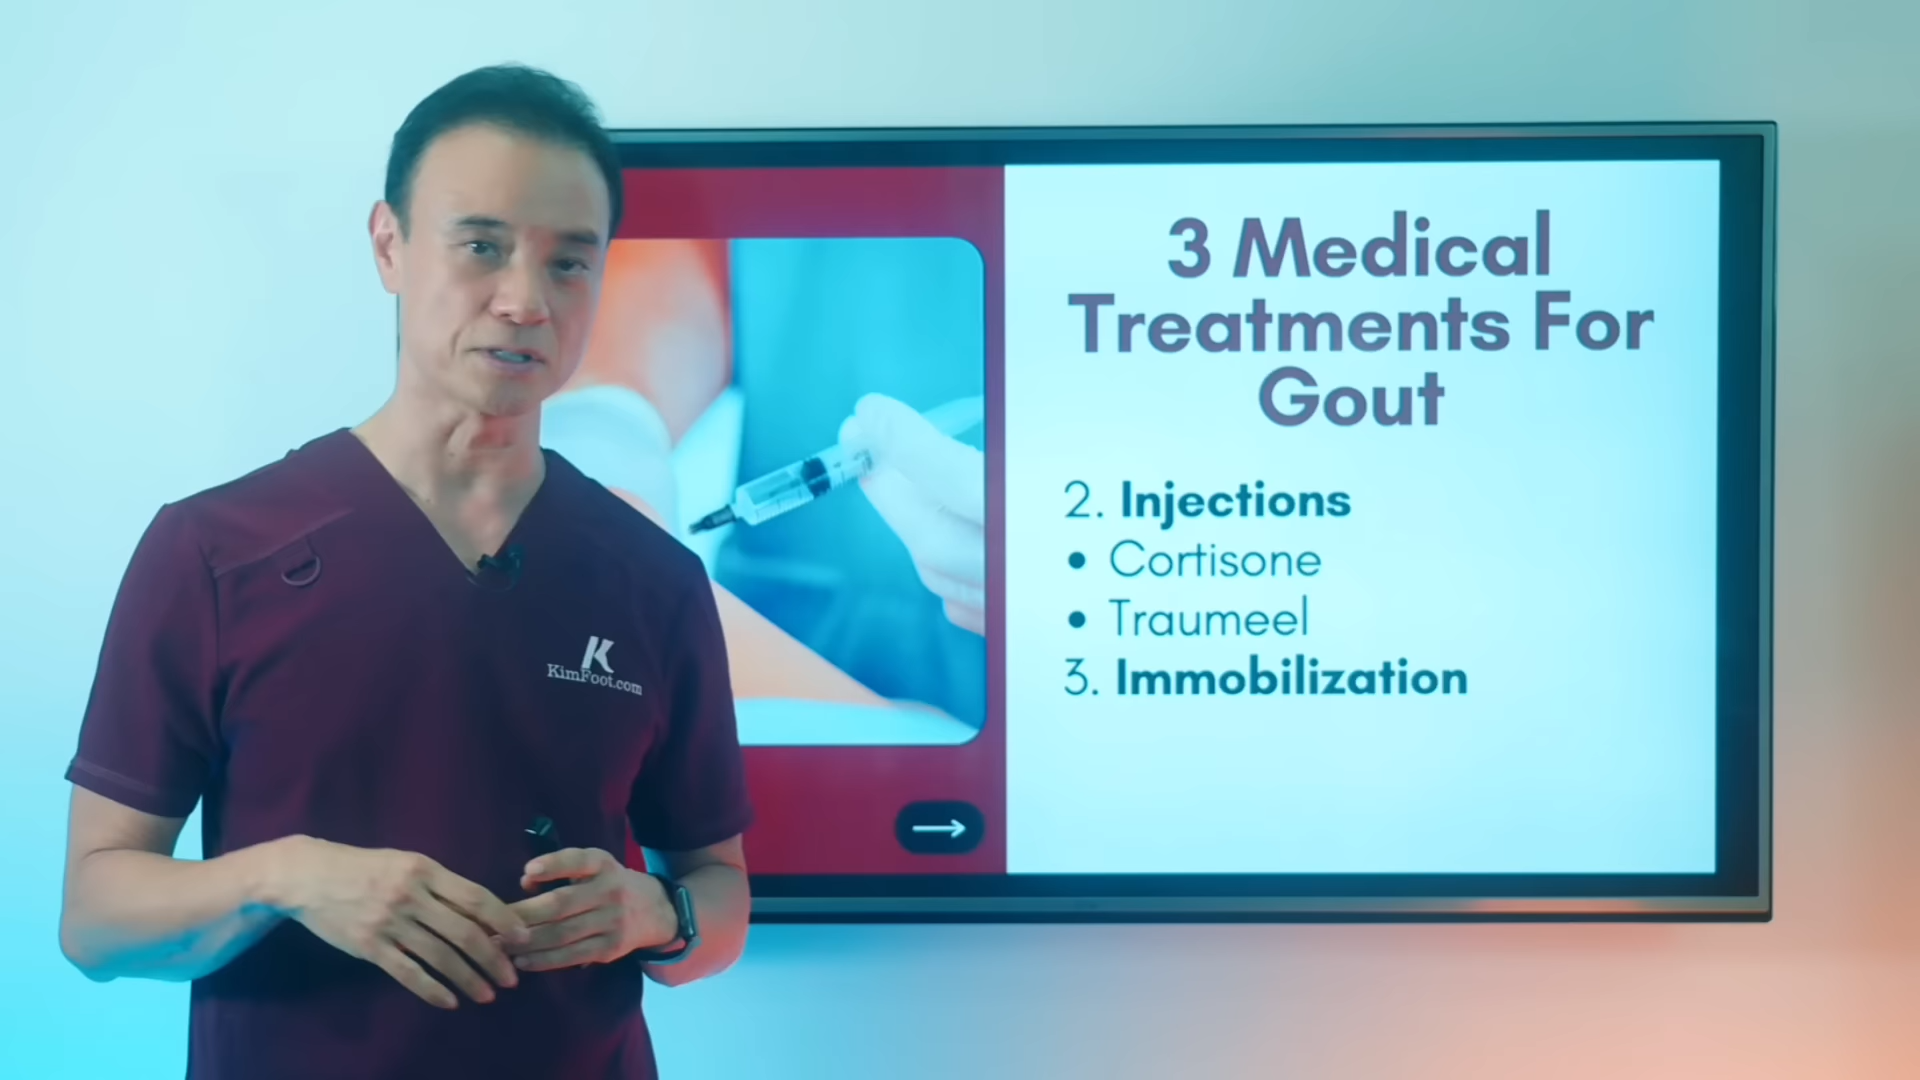 3 Medical
Treatments For
Gout
2. Injections
• Cortisone
• Traumeel
3. Immobilization
K
KimFoot.com